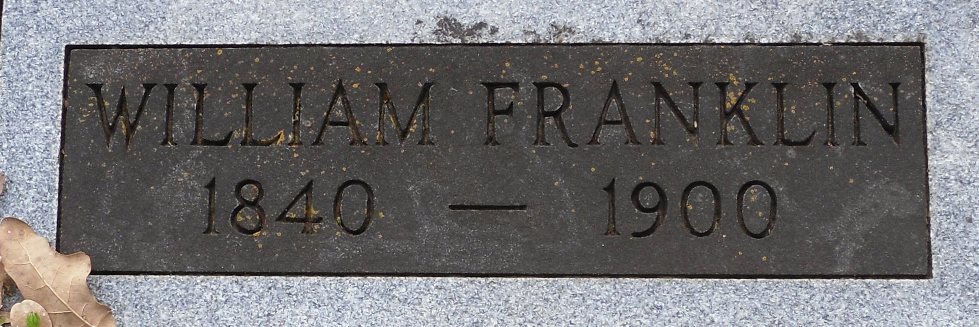 WILLIAM FRANKLIN
1840 — 1900